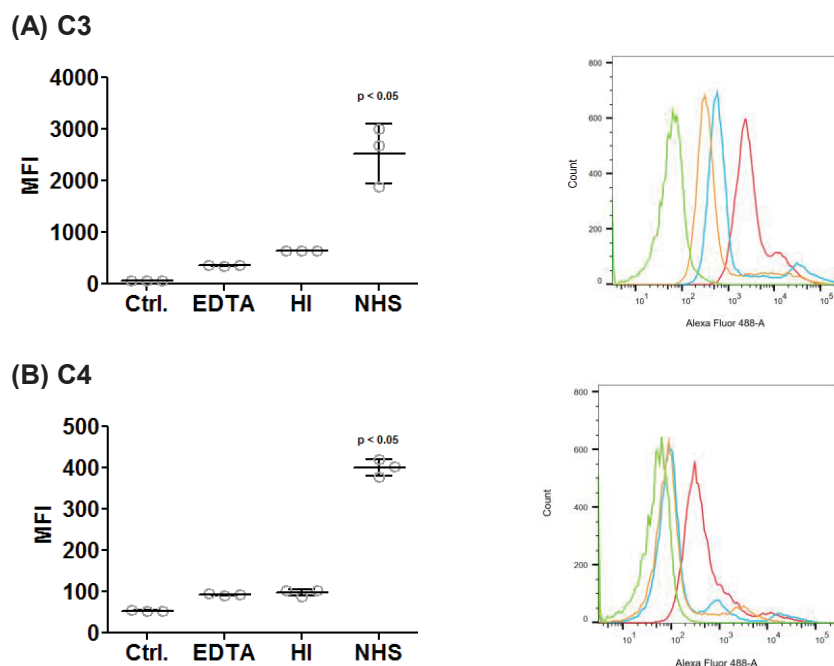 (A) C3
MFI
4000
3000
2000
1000
0
p < 0.05
Ctrl. EDTA HI NHS
Count
800
600
400
200
0
10^1 10^2 10^3 10^4 10^5
Alexa Fluor 488-A
(B) C4
MFI
500
400
300
200
100
0
p < 0.05
Ctrl. EDTA HI NHS
Count
800
600
400
200
0
10^1 10^2 10^3 10^4 10^5
Alexa Fluor 488-A